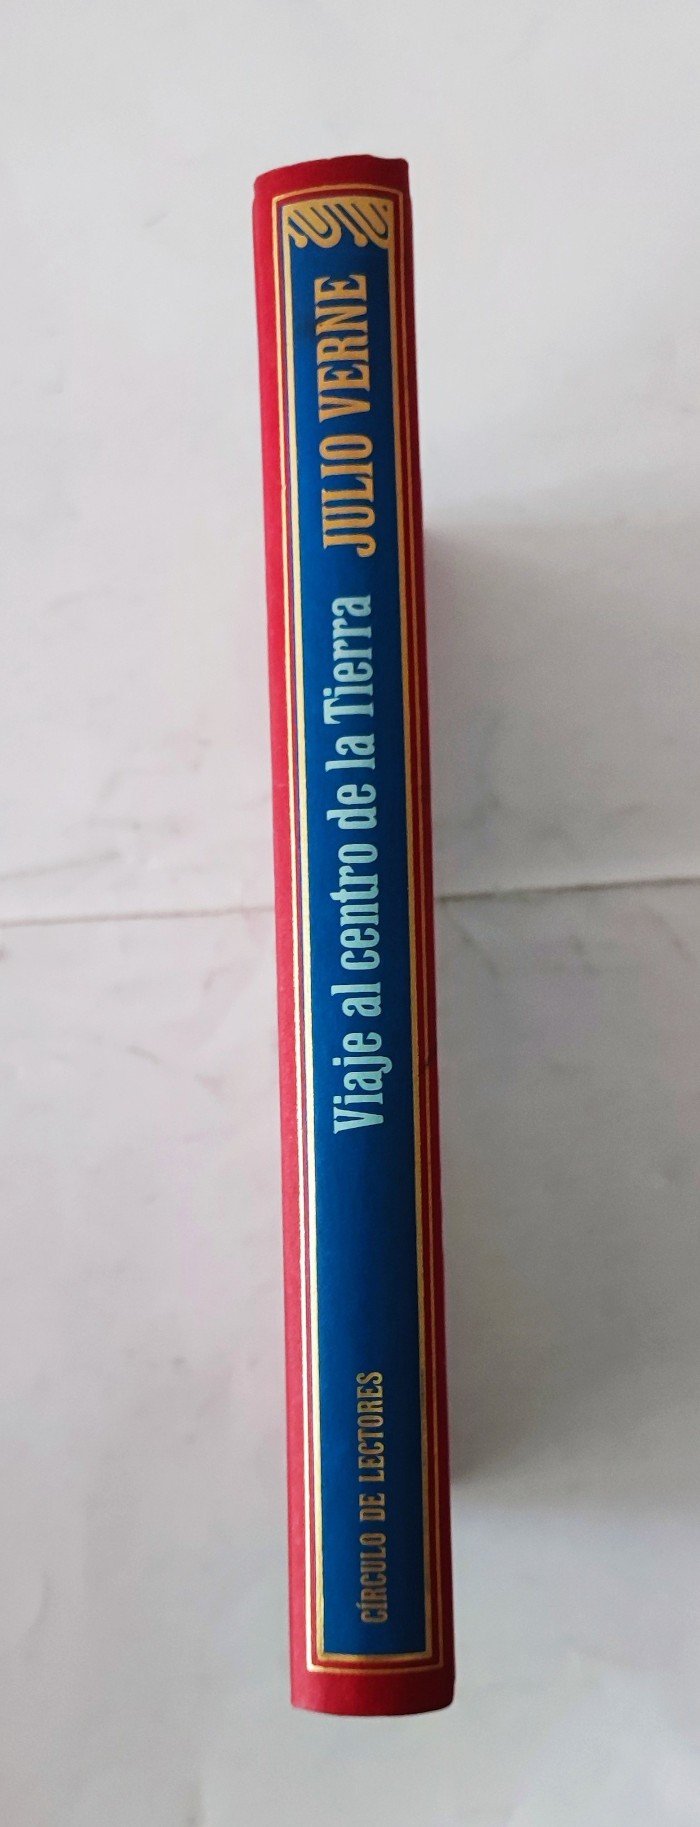 JULIO VERNE
Viaje al centro de la Tierra
CÍRCULO DE LECTORES